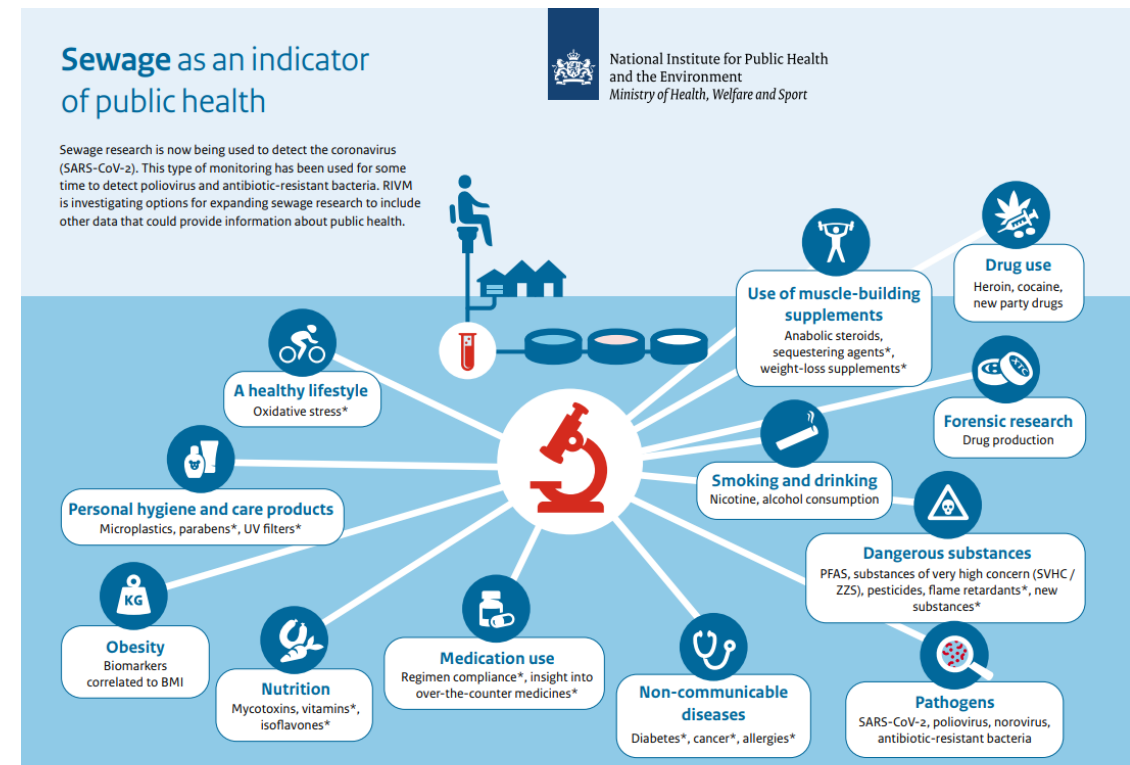 Sewage as an indicator
of public health
National Institute for Public Health
and the Environment
Ministry of Health, Welfare and Sport
Sewage research is now being used to detect the coronavirus
(SARS-CoV-2). This type of monitoring has been used for some
time to detect poliovirus and antibiotic-resistant bacteria. RIVM
is investigating options for expanding sewage research to include
other data that could provide information about public health.
Drug use
Heroin, cocaine,
new party drugs
Use of muscle-building
supplements
Anabolic steroids,
sequestering agents*,
weight-loss supplements*
A healthy lifestyle
Oxidative stress*
XTC
Forensic research
Drug production
Smoking and drinking
Nicotine, alcohol consumption
Personal hygiene and care products
Microplastics, parabens*, UV filters*
Dangerous substances
PFAS, substances of very high concern (SVHC /
ZZS), pesticides, flame retardants*, new
substances*
KG
Obesity
Biomarkers
correlated to BMI
Nutrition
Mycotoxins, vitamins*,
isoflavones*
Medication use
Regimen compliance*, insight into
over-the-counter medicines*
Non-communicable
diseases
Diabetes*, cancer*, allergies*
Pathogens
SARS-CoV-2, poliovirus, norovirus,
antibiotic-resistant bacteria